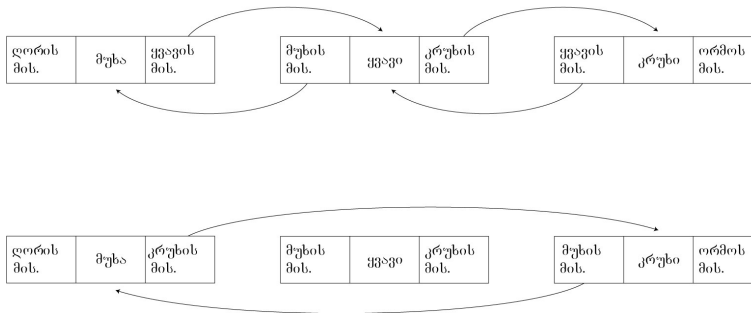 ღორის მის.
მუხა
ყვავის მის.
მუხის მის.
ყვავი
კრუხის მის.
ყვავის მის.
კრუხი
ორმოს მის.
ღორის მის.
მუხა
კრუხის მის.
მუხის მის.
ყვავი
კრუხის მის.
მუხის მის.
კრუხი
ორმოს მის.